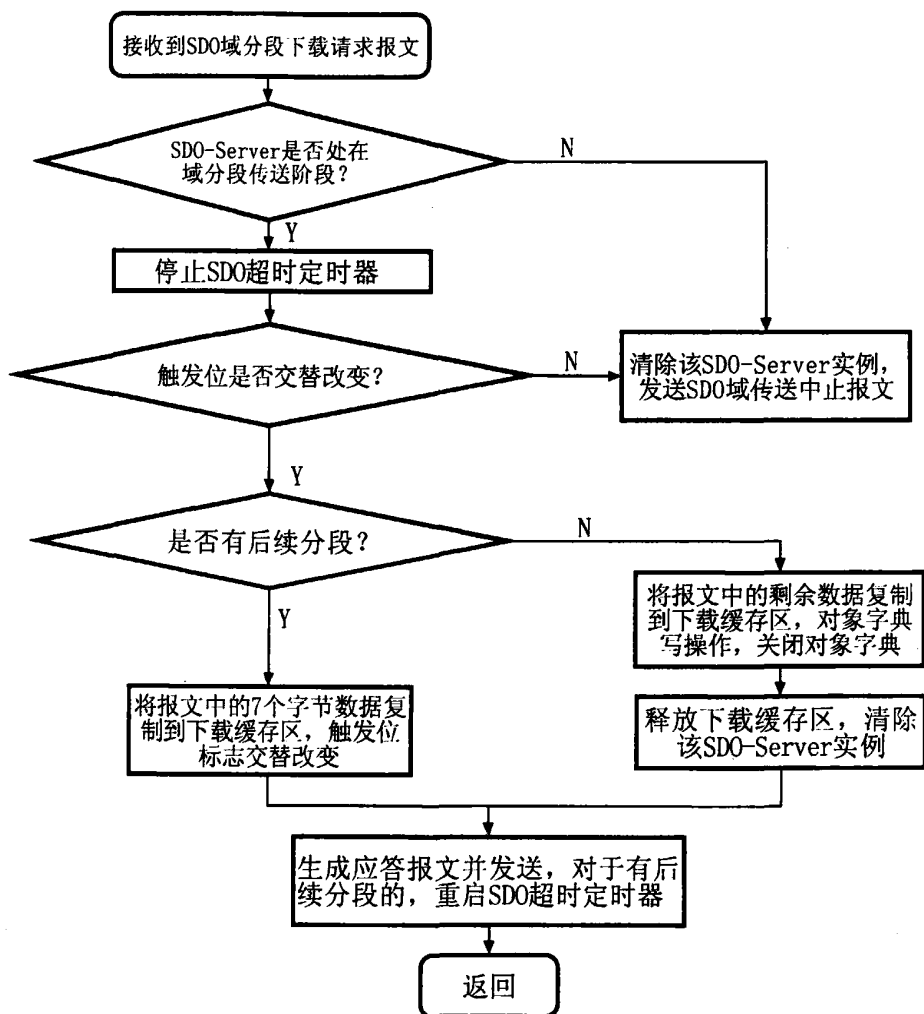 接收到SDO域分段下载请求报文
SDO-Server是否处在
域分段传送阶段？
N
Y
停止SDO超时定时器
触发位是否交替改变？
N
清除该SDO-Server实例，
发送SDO域传送中止报文
Y
是否有后续分段？
N
Y
将报文中的剩余数据复制
到下载缓存区，对象字典
写操作，关闭对象字典
将报文中的7个字节数据复
制到下载缓存区，触发位
标志交替改变
释放下载缓存区，清除
该SDO-Server实例
生成应答报文并发送，对于有后
续分段的，重启SDO超时定时器
返回